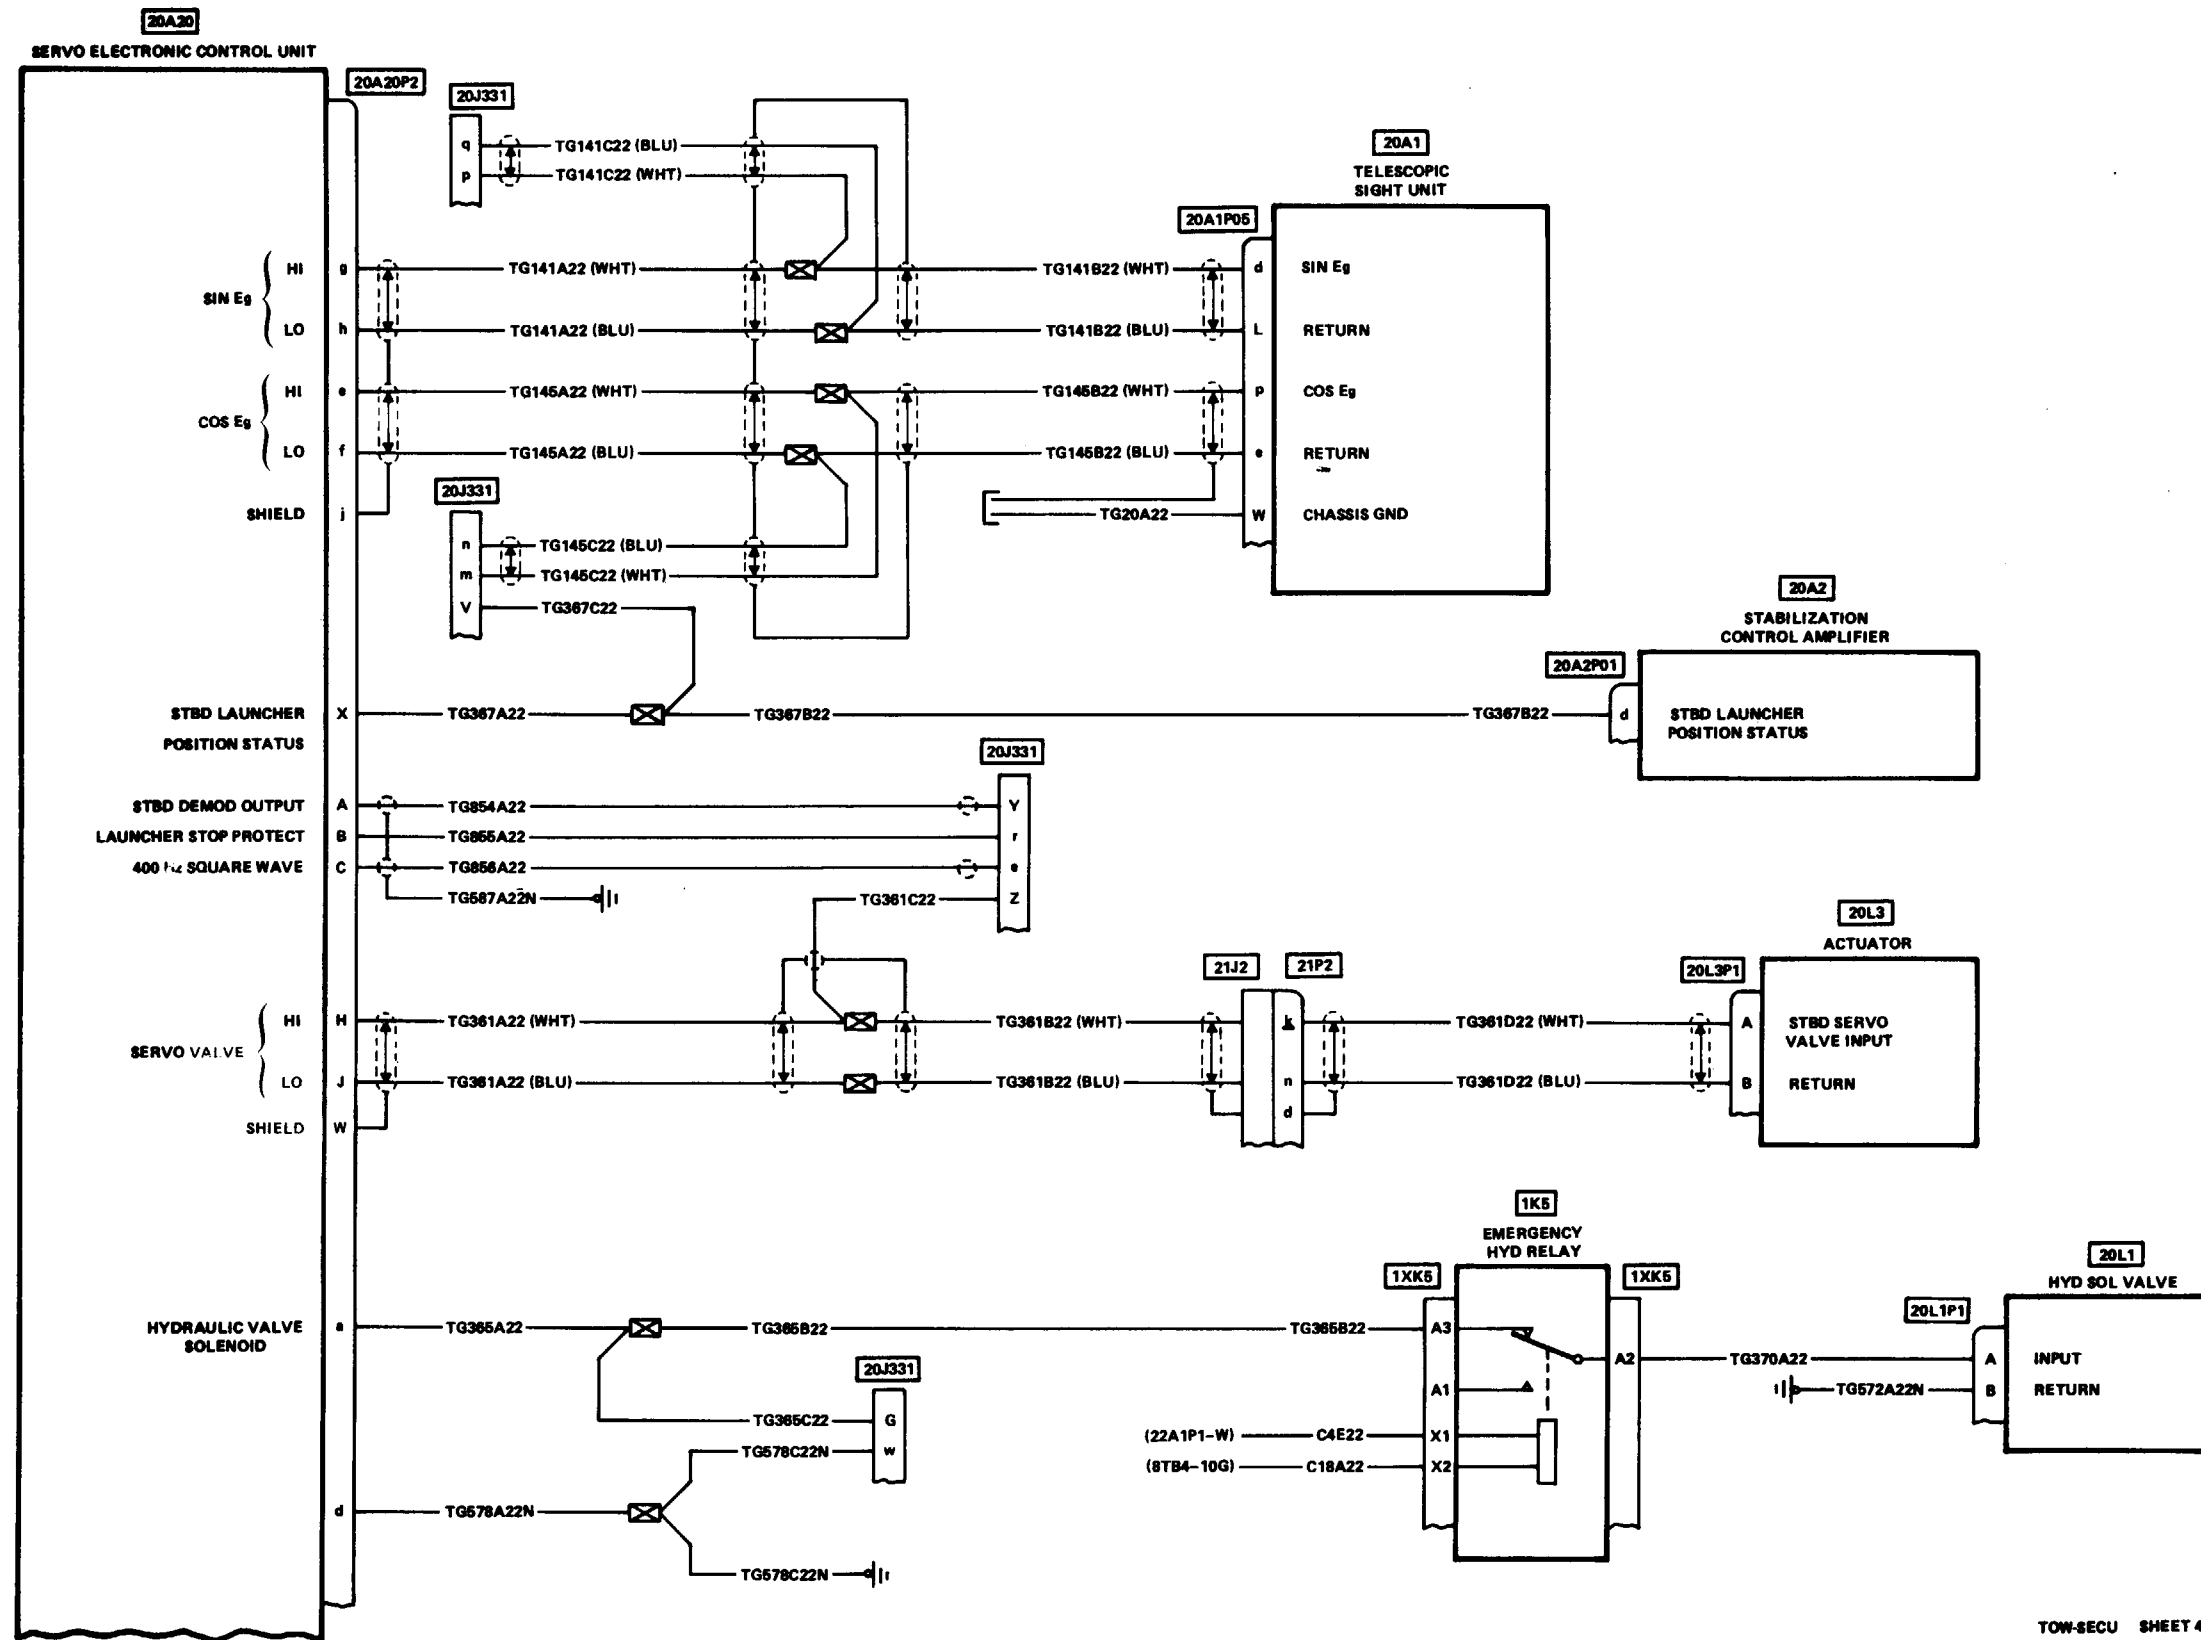 20A20
SERVO ELECTRONIC CONTROL UNIT
20A20P2
20J331
q TG141C22 (BLU)
p TG141C22 (WHT)
20A1
TELESCOPIC
SIGHT UNIT
20A1P05
SIN Eg
HI g TG141A22 (WHT) TG141B22 (WHT) d SIN Eg
LO h TG141A22 (BLU) TG141B22 (BLU) L RETURN
COS Eg
HI e TG145A22 (WHT) TG145B22 (WHT) p COS Eg
LO f TG145A22 (BLU) TG145B22 (BLU) e RETURN
SHIELD j
TG20A22 W CHASSIS GND
20J331
n TG145C22 (BLU)
m TG145C22 (WHT)
V TG367C22
20A2
STABILIZATION
CONTROL AMPLIFIER
20A2P01
STBD LAUNCHER X TG367A22 TG367B22 TG367B22 d STBD LAUNCHER
POSITION STATUS
POSITION STATUS
20J331
STBD DEMOD OUTPUT A TG854A22 Y
LAUNCHER STOP PROTECT B TG855A22 r
400 Hz SQUARE WAVE C TG856A22 e
TG587A22N
TG361C22 Z
20L3
ACTUATOR
21J2 21P2
20L3P1
SERVO VALVE
HI H TG361A22 (WHT) TG361B22 (WHT) k TG361D22 (WHT) A STBD SERVO
VALVE INPUT
LO J TG361A22 (BLU) TG361B22 (BLU) n TG361D22 (BLU) B RETURN
d
SHIELD W
1K5
EMERGENCY
HYD RELAY
1XK5 1XK5
20L1
HYD SOL VALVE
20L1P1
HYDRAULIC VALVE
SOLENOID
a TG365A22 TG365B22 TG365B22 A3
A2 TG370A22 A INPUT
20J331
A1
TG572A22N B RETURN
TG365C22 G
TG578C22N w
(22A1P1-W) C4E22 X1
(8TB4-10G) C18A22 X2
d TG578A22N
TG578C22N
TOW-SECU SHEET 4